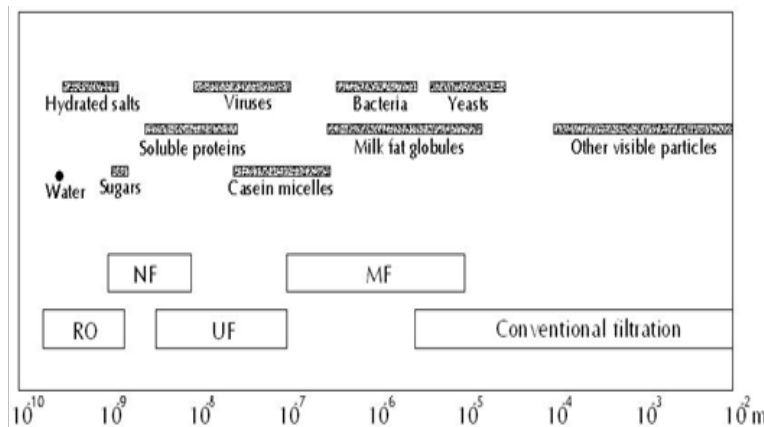 Hydrated salts Viruses Bacteria Yeasts
Soluble proteins Milk fat globules Other visible particles
Water Sugars Casein micelles
NF MF
RO UF Conventional filtration
10^-10 10^-9 10^-8 10^-7 10^-6 10^-5 10^-4 10^-3 10^-2 m